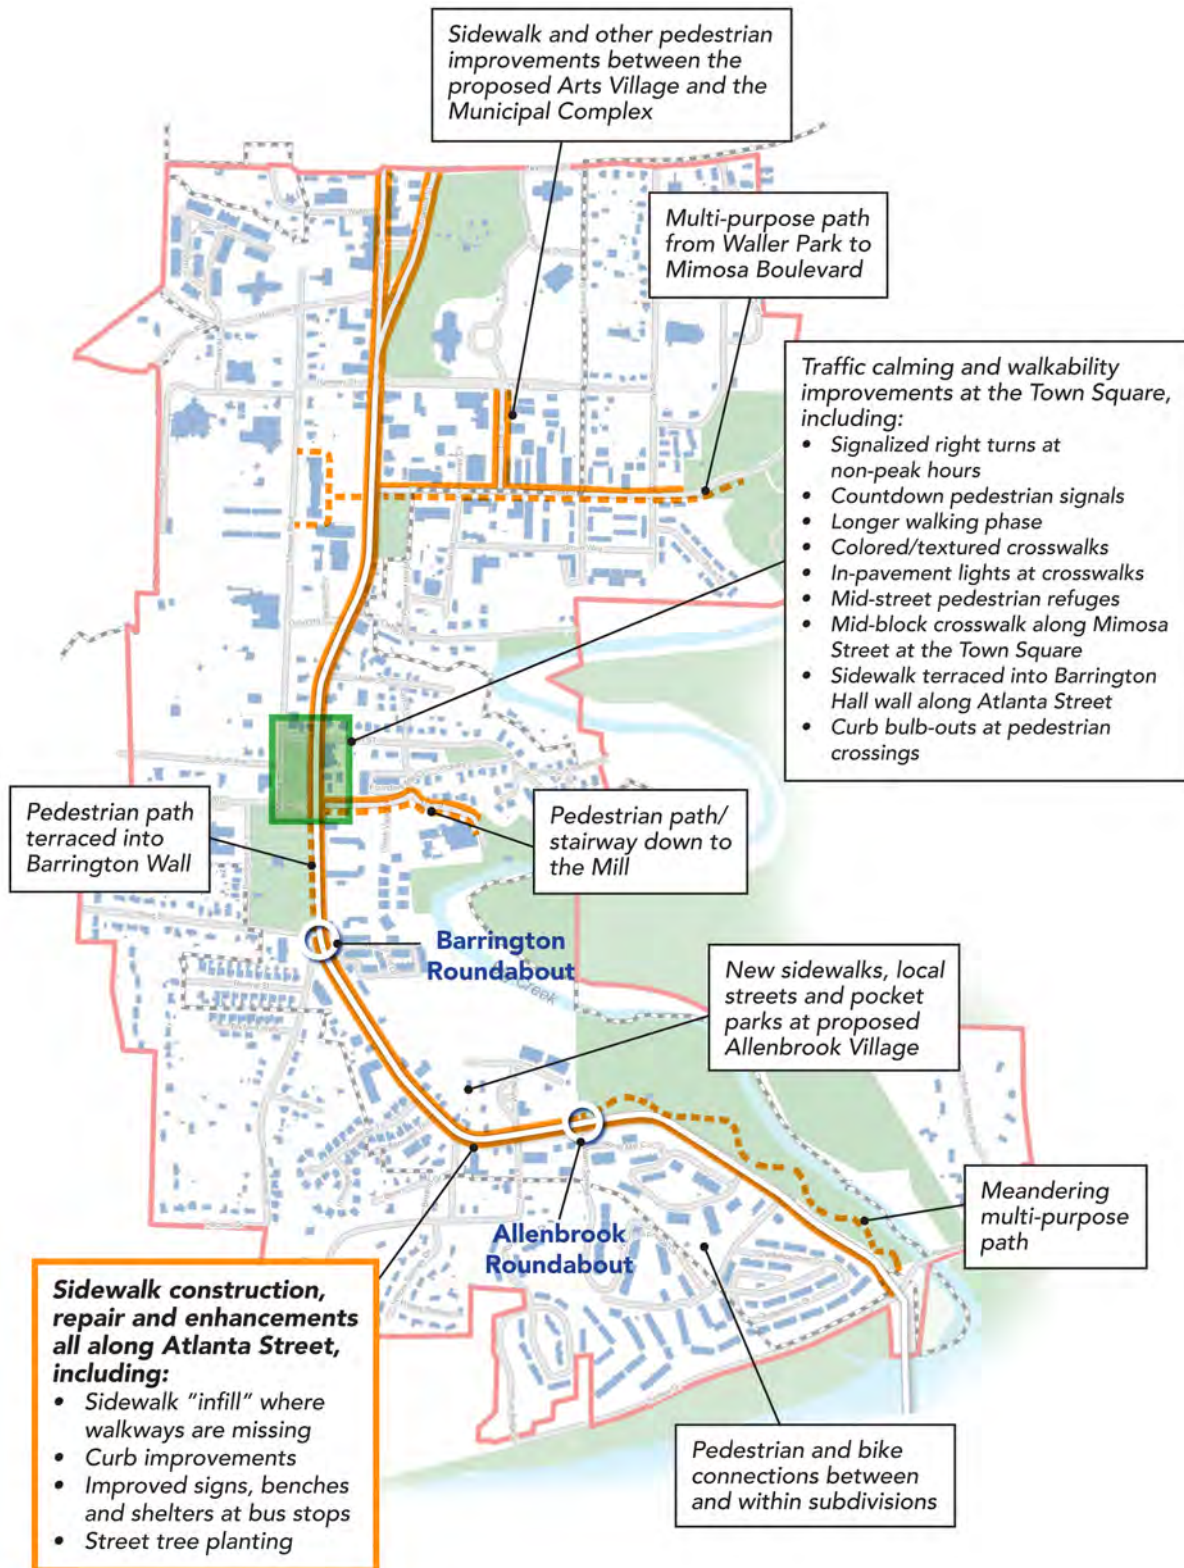 Sidewalk and other pedestrian
improvements between the
proposed Arts Village and the
Municipal Complex
Multi-purpose path
from Waller Park to
Mimosa Boulevard
Traffic calming and walkability
improvements at the Town Square,
including:
• Signalized right turns at
non-peak hours
• Countdown pedestrian signals
• Longer walking phase
• Colored/textured crosswalks
• In-pavement lights at crosswalks
• Mid-street pedestrian refuges
• Mid-block crosswalk along Mimosa
Street at the Town Square
• Sidewalk terraced into Barrington
Hall wall along Atlanta Street
• Curb bulb-outs at pedestrian
crossings
Pedestrian path
terraced into
Barrington Wall
Pedestrian path/
stairway down to
the Mill
Barrington
Roundabout
Creek
New sidewalks, local
streets and pocket
parks at proposed
Allenbrook Village
Meandering
multi-purpose
path
Allenbrook
Roundabout
Sidewalk construction,
repair and enhancements
all along Atlanta Street,
including:
• Sidewalk “infill” where
walkways are missing
• Curb improvements
• Improved signs, benches
and shelters at bus stops
• Street tree planting
Pedestrian and bike
connections between
and within subdivisions